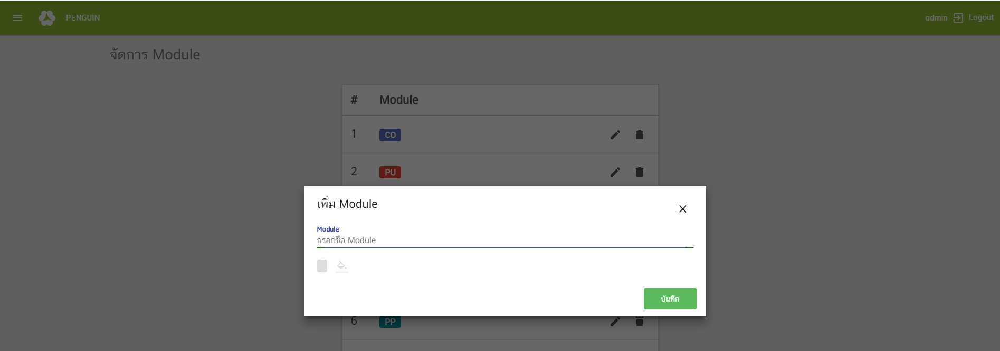 PENGUIN
admin Logout
จัดการ Module
# Module
1 CO
2 PU
เพิ่ม Module
Module
กรอกชื่อ Module
บันทึก
6 PP